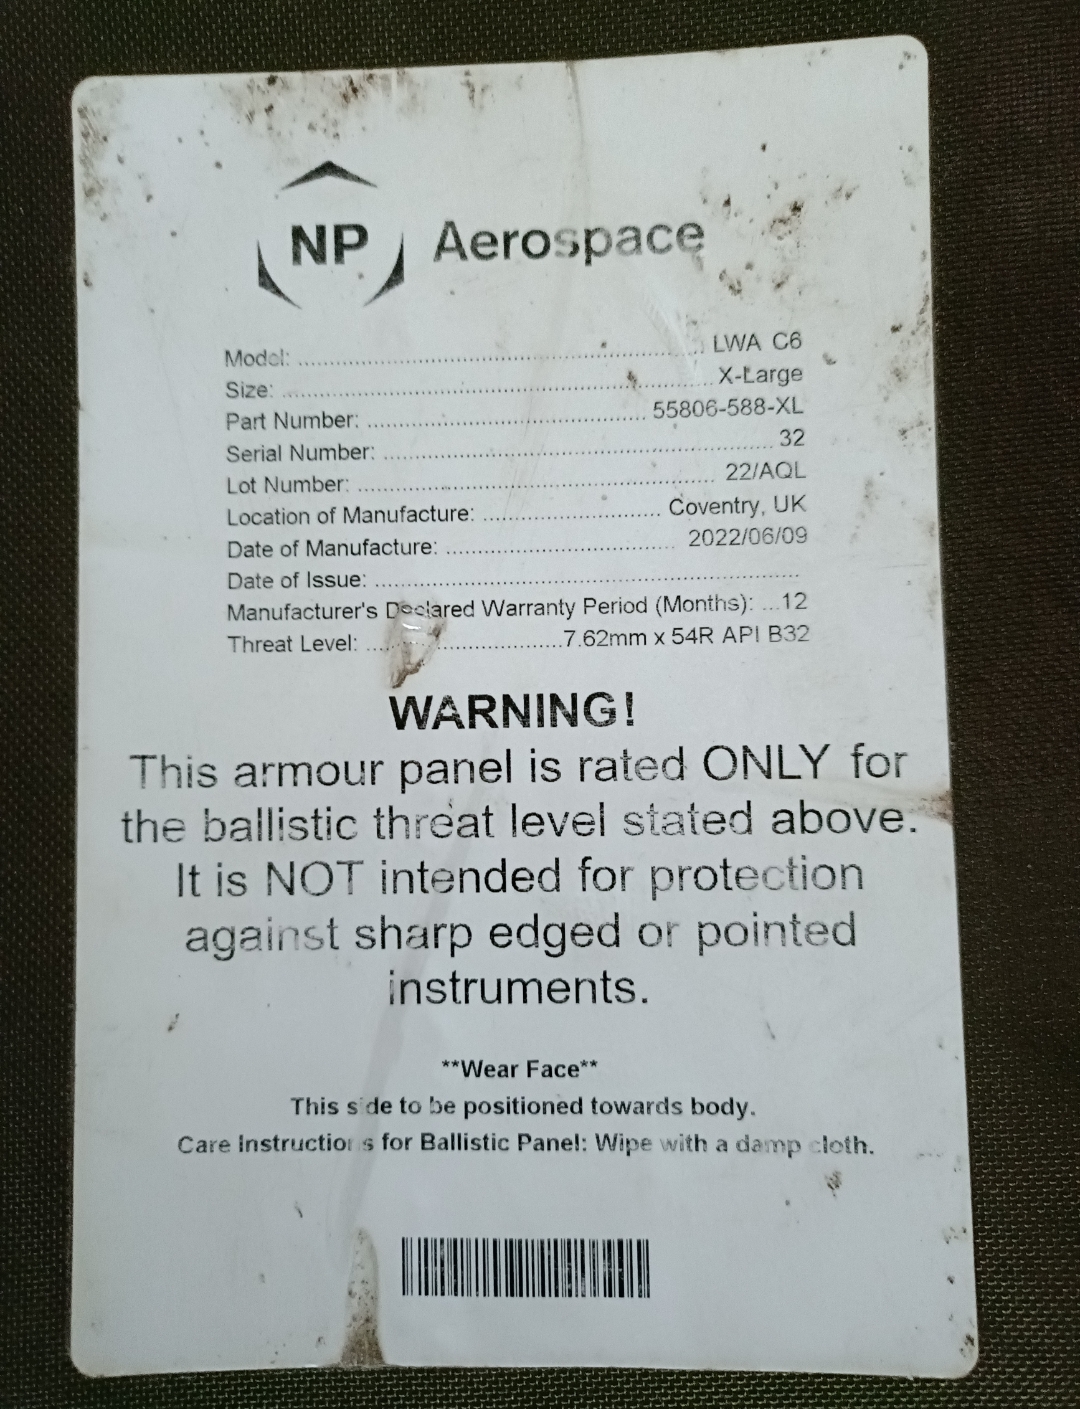 NP Aerospace
Model: ........ LWA C6
Size: ........ X-Large
Part Number: ........ 55806-588-XL
Serial Number: ........ 32
Lot Number: ........ 22/AQL
Location of Manufacture: ........ Coventry, UK
Date of Manufacture: ........ 2022/06/09
Date of Issue: ........
Manufacturer's Declared Warranty Period (Months): ...12
Threat Level: ........7.62mm x 54R API B32
WARNING!
This armour panel is rated ONLY for
the ballistic threat level stated above.
It is NOT intended for protection
against sharp edged or pointed
instruments.
**Wear Face**
This side to be positioned towards body.
Care Instructions for Ballistic Panel: Wipe with a damp cloth.